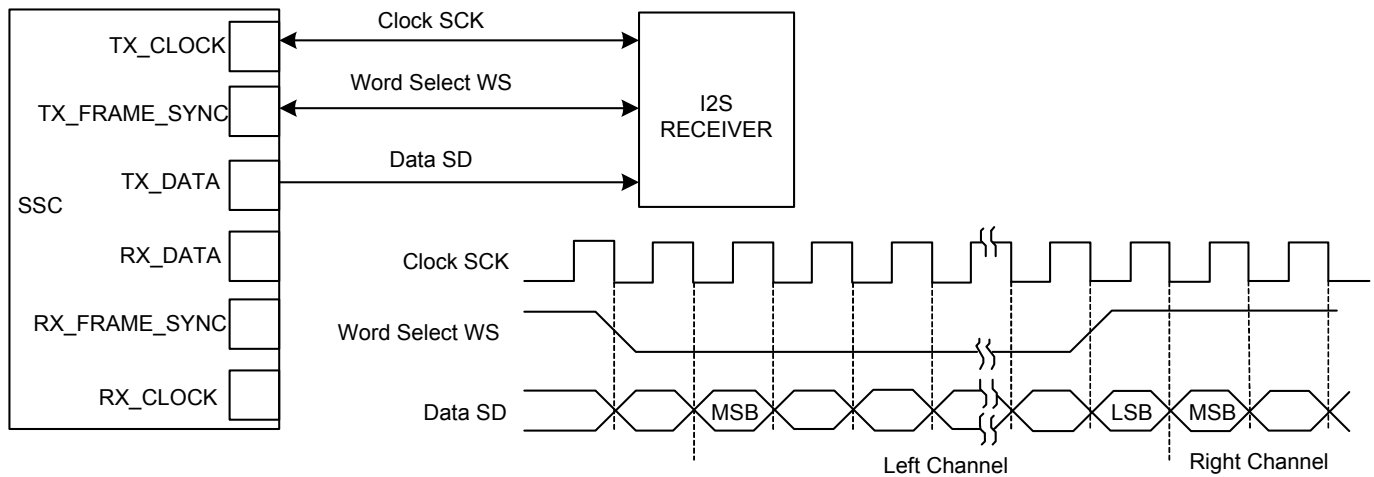 Clock SCK
TX_CLOCK
Word Select WS
TX_FRAME_SYNC
I2S
RECEIVER
Data SD
TX_DATA
SSC
RX_DATA
RX_FRAME_SYNC
RX_CLOCK
Clock SCK
Word Select WS
Data SD
MSB
LSB
MSB
Left Channel
Right Channel